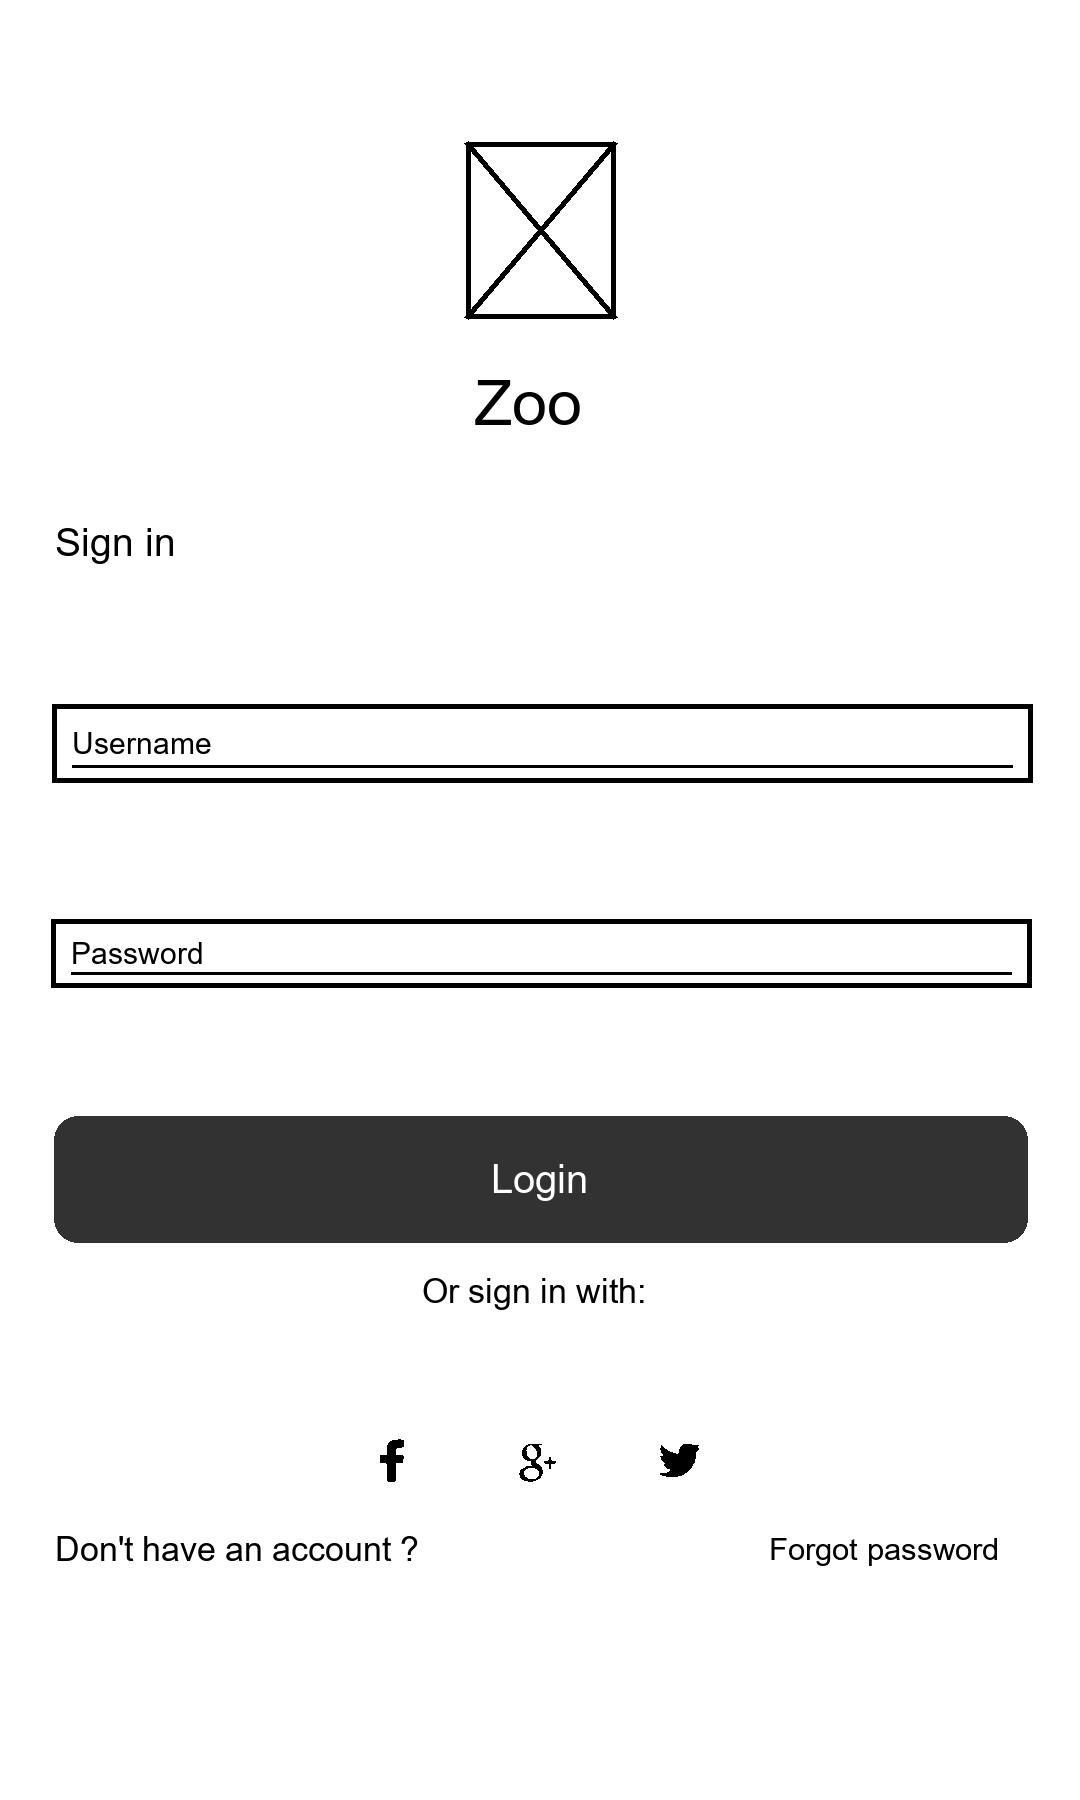 Zoo
Sign in
Username
Password
Login
Or sign in with:
g+
Don't have an account ?
Forgot password